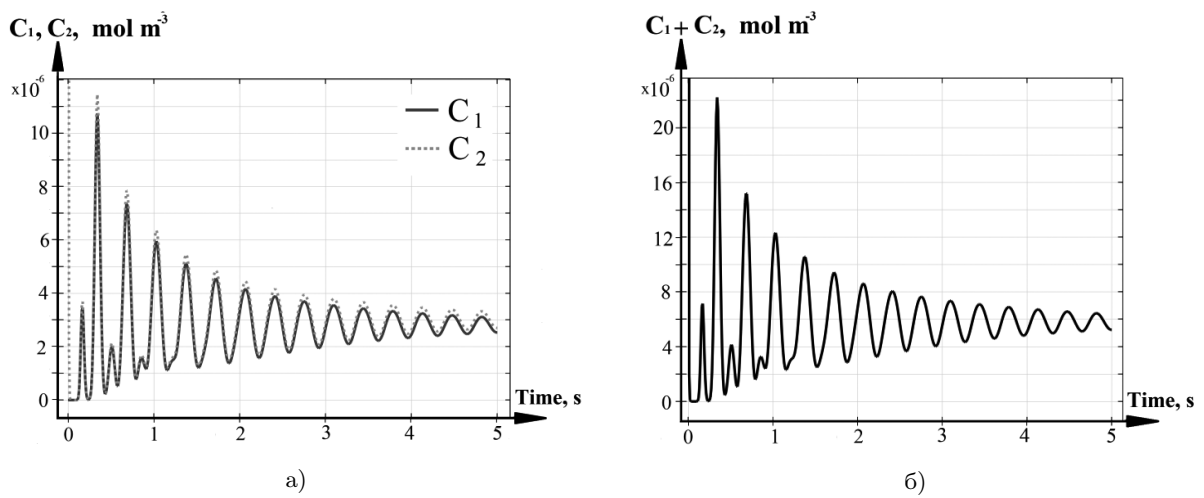 C₁, C₂, mol m⁻³
x10⁻⁶
10
8
6
4
2
0
C₁
C₂
0 1 2 3 4 5
Time, s
а)
C₁ + C₂, mol m⁻³
x10⁻⁶
20
16
12
8
4
0
0 1 2 3 4 5
Time, s
б)